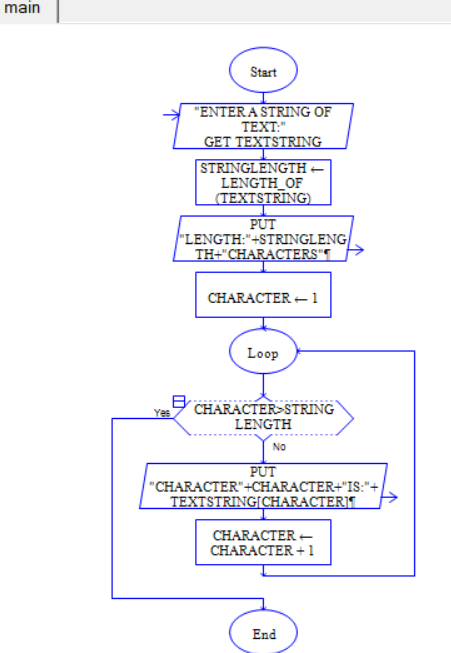 main
Start
"ENTER A STRING OF
TEXT:"
GET TEXTSTRING
STRINGLENGTH ←
LENGTH_OF
(TEXTSTRING)
PUT
"LENGTH:"+STRINGLENG
TH+"CHARACTERS"¶
CHARACTER ← 1
Loop
CHARACTER>STRING
LENGTH
Yes
No
PUT
"CHARACTER"+CHARACTER+"IS:"+
TEXTSTRING[CHARACTER]¶
CHARACTER ←
CHARACTER + 1
End